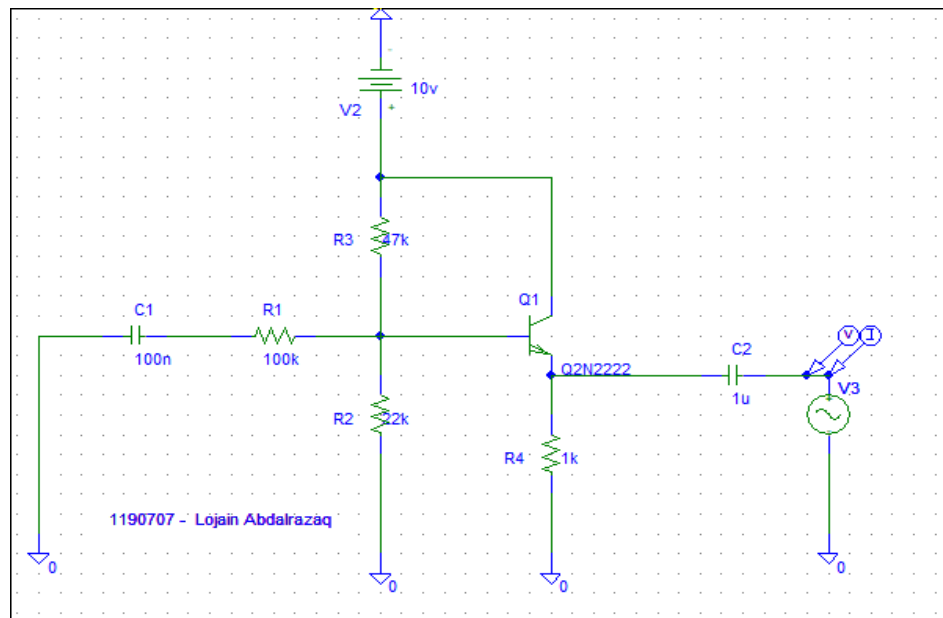 -
10v
V2
+
R3
47k
Q1
C1
R1
V
I
C2
100n
100k
Q2N2222
1u
V3
R2
22k
R4
1k
1190707 - Lojain Abdalrazaq
0
0
0
0